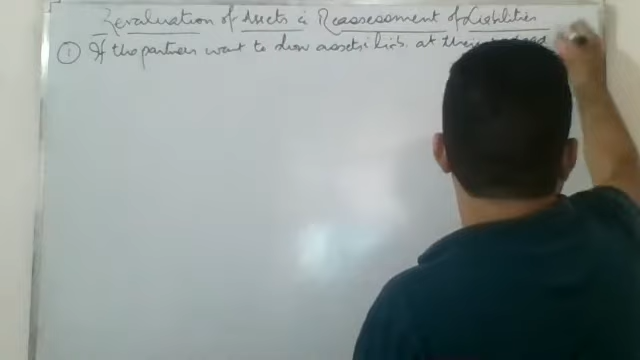 Revaluation of Assets & Reassessment of Liabilities
① If the partners want to show assets & liab. at their